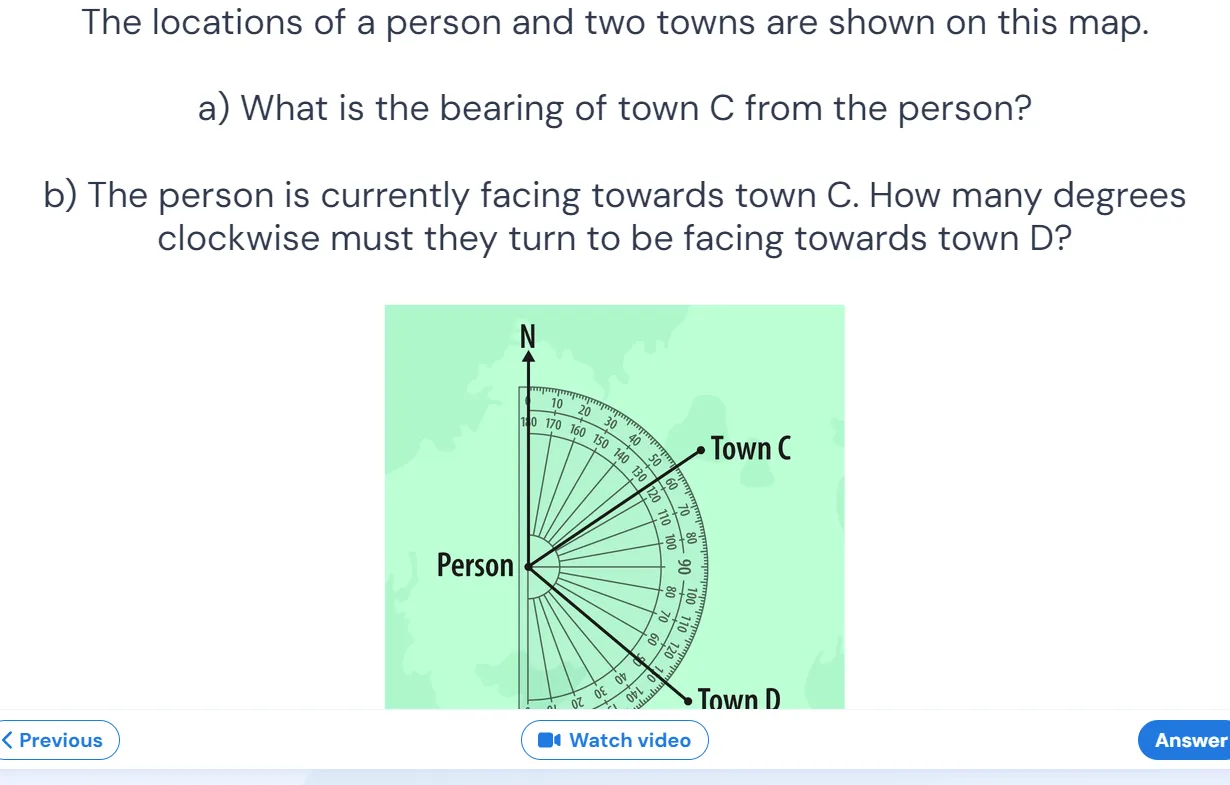 The locations of a person and two towns are shown on this map.
a) What is the bearing of town C from the person?
b) The person is currently facing towards town C. How many degrees
clockwise must they turn to be facing towards town D?
N
0 10 20 30 40 50 60 70 80 90 100 110 120 130 140
180 170 160 150 140 130 120 110 100 80 70 60 50 40 30 20
Town C
Person
Town D
Previous
Watch video
Answer